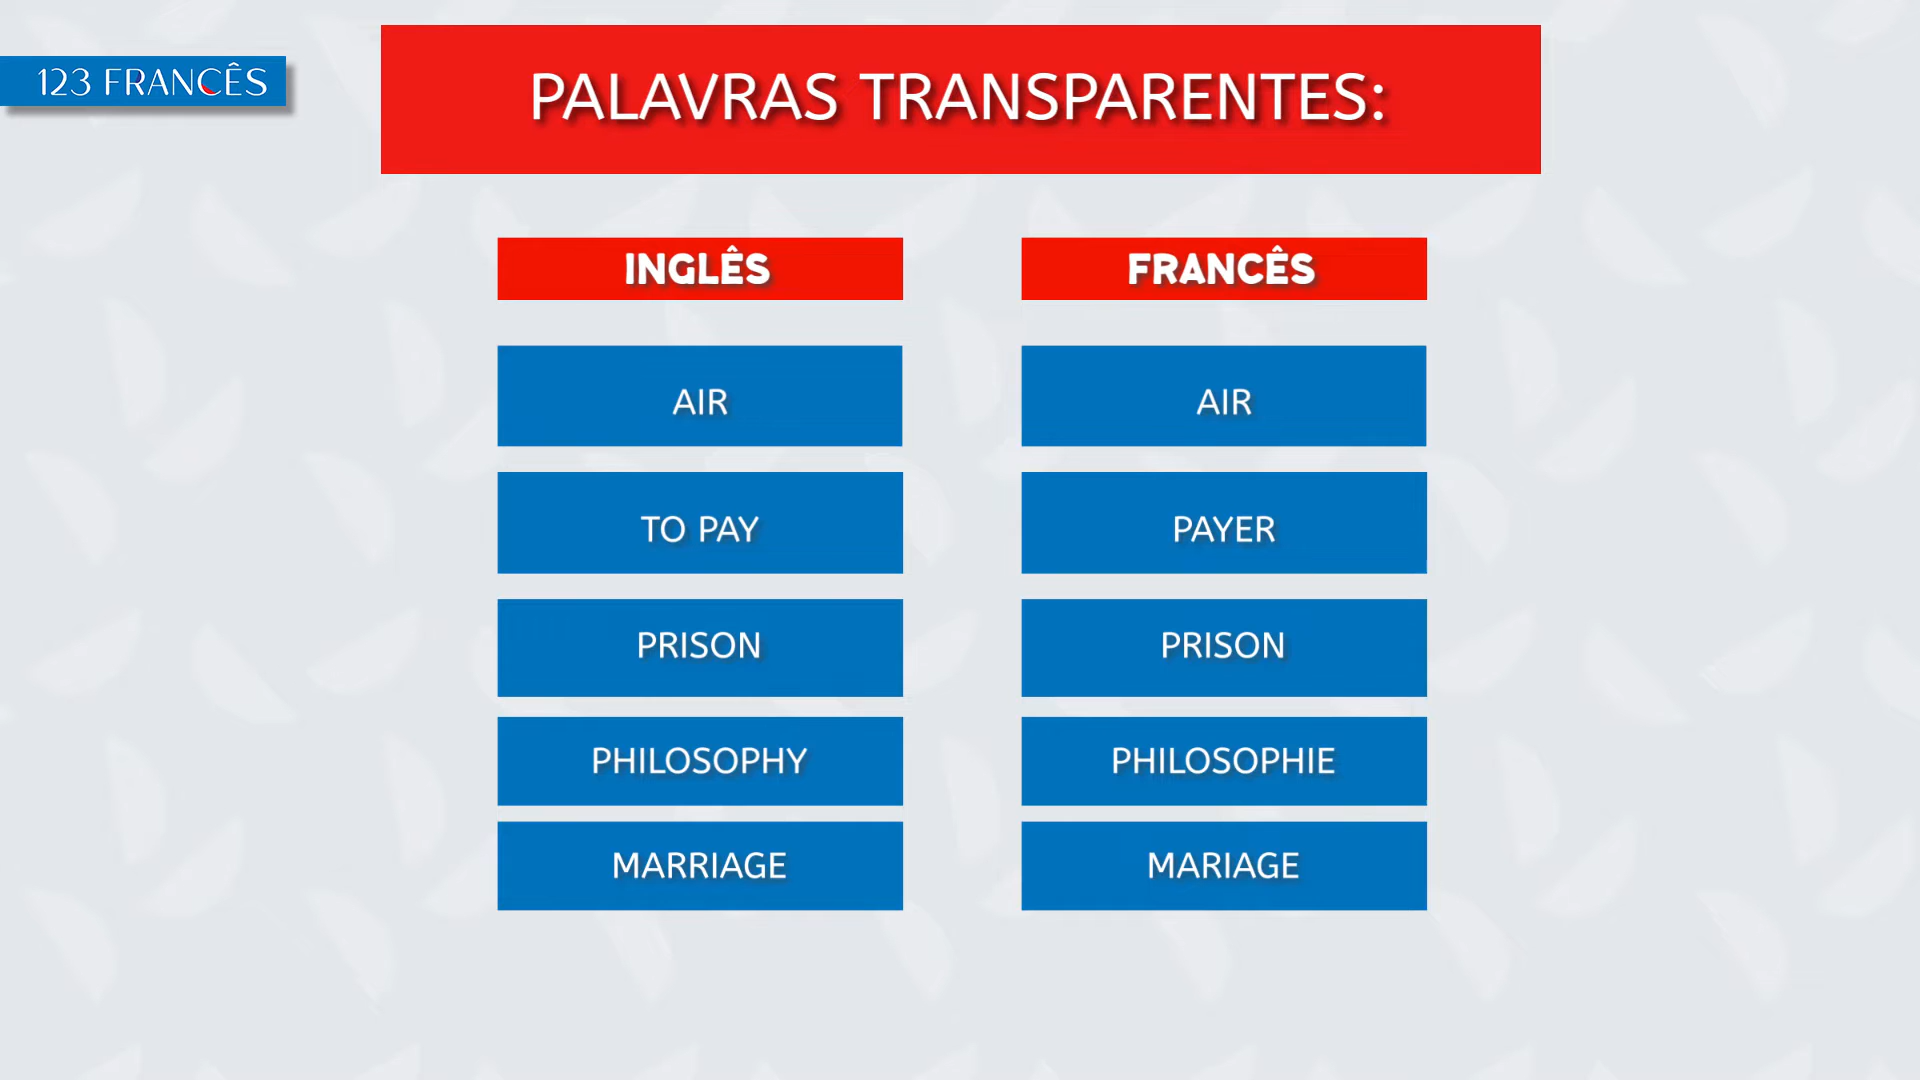 123 FRANCÊS
PALAVRAS TRANSPARENTES:
INGLÊS FRANCÊS
AIR AIR
TO PAY PAYER
PRISON PRISON
PHILOSOPHY PHILOSOPHIE
MARRIAGE MARIAGE